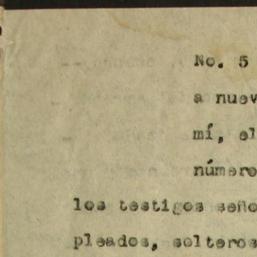 No. 5
a nuev
mí, el
número
los testigos seño
pleados, solteros